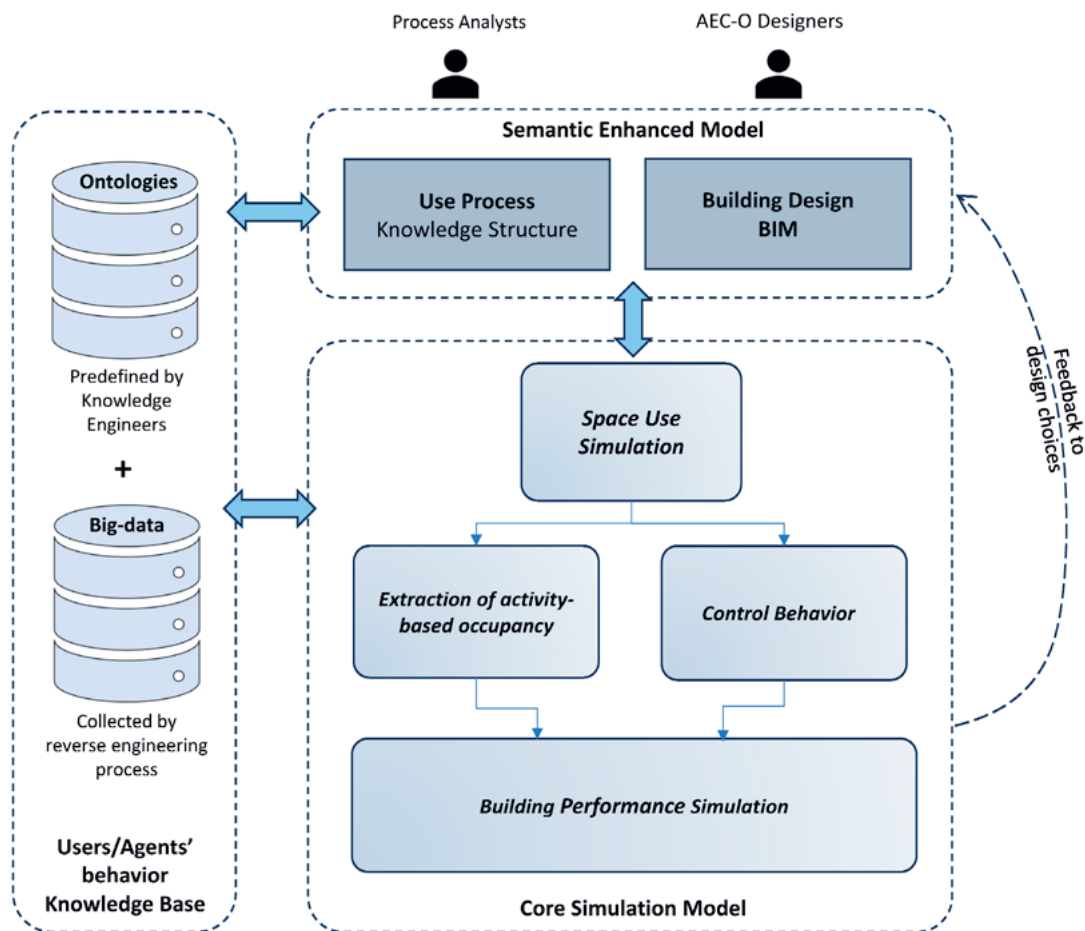 Process Analysts
AEC-O Designers
Semantic Enhanced Model
Use Process
Knowledge Structure
Building Design
BIM
Ontologies
Predefined by
Knowledge
Engineers
+
Big-data
Collected by
reverse engineering
process
Users/Agents'
behavior
Knowledge Base
Space Use
Simulation
Extraction of activity-
based occupancy
Control Behavior
Building Performance Simulation
Core Simulation Model
Feedback to
design choices